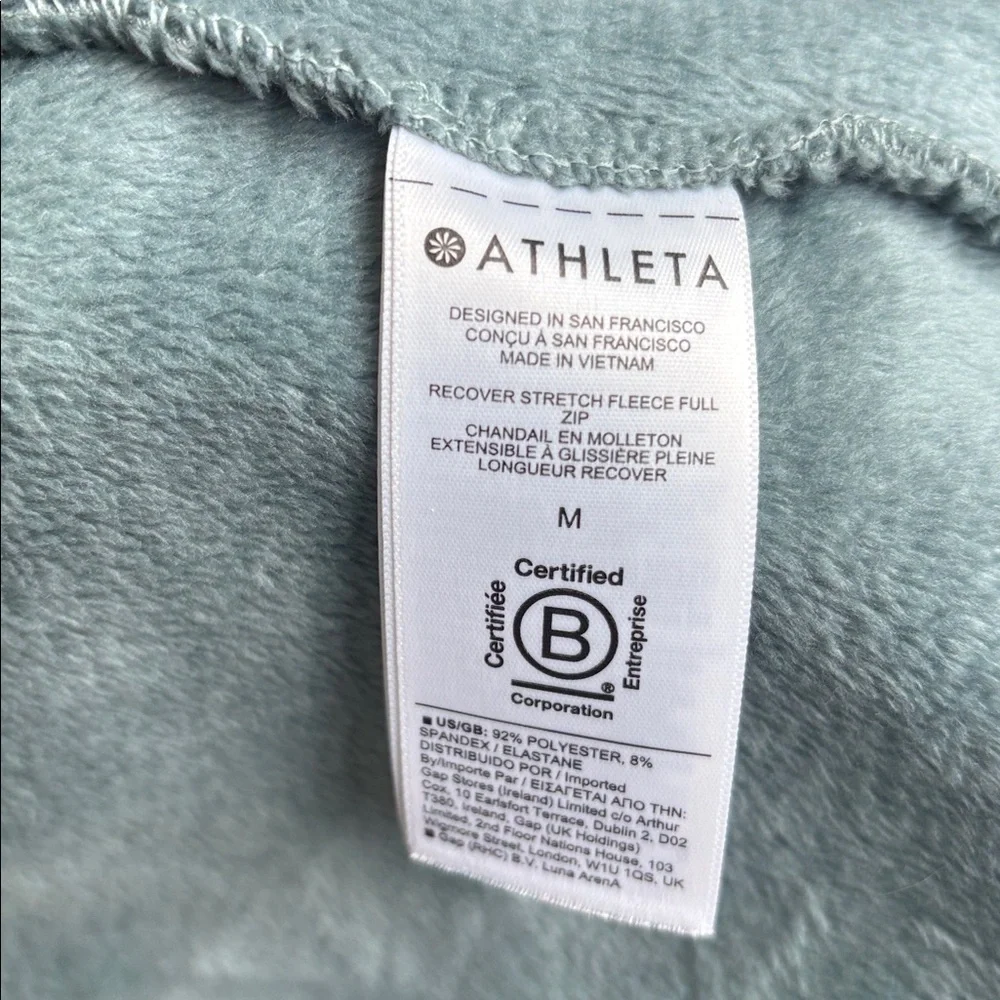 ATHLETA
DESIGNED IN SAN FRANCISCO
CONÇU À SAN FRANCISCO
MADE IN VIETNAM
RECOVER STRETCH FLEECE FULL
ZIP
CHANDAIL EN MOLLETON
EXTENSIBLE À GLISSIÈRE PLEINE
LONGUEUR RECOVER
M
Certified
Certifiée
B
Entreprise
®
Corporation
■ US/GB: 92% POLYESTER, 8%
SPANDEX / ELASTANE
DISTRIBUIDO POR / Imported
By/Importe Par / ΕΙΣΑΓΕΤΑΙ ΑΠΟ ΤΗΝ:
Gap Stores (Ireland) Limited c/o Arthur
Cox, 10 Earlsfort Terrace, Dublin 2, D02
T380, Ireland, Gap (UK Holdings)
Limited, 2nd Floor Nations House, 103
Wigmore Street, London, W1U 1QS, UK
■ Gap (RHC) B.V. Luna ArenA